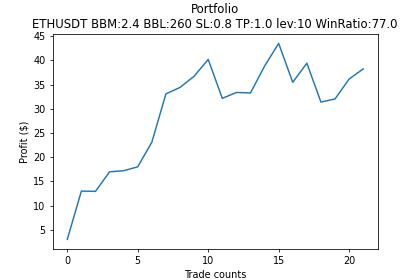 Portfolio
ETHUSDT BBM:2.4 BBL:260 SL:0.8 TP:1.0 lev:10 WinRatio:77.0
45
40
35
30
25
20
15
10
5
Profit ($)
0 5 10 15 20
Trade counts